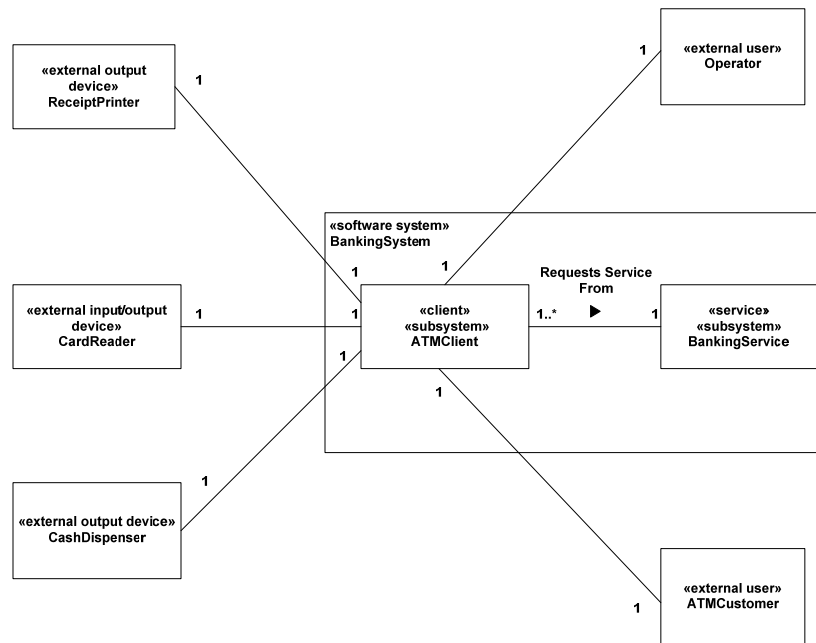 «external output
device»
ReceiptPrinter
1
1
«external user»
Operator
«software system»
BankingSystem
1
1
Requests Service
From
«external input/output
device»
CardReader
1
1
«client»
«subsystem»
ATMClient
1..*
1
«service»
«subsystem»
BankingService
1
1
1
«external output device»
CashDispenser
1
«external user»
ATMCustomer